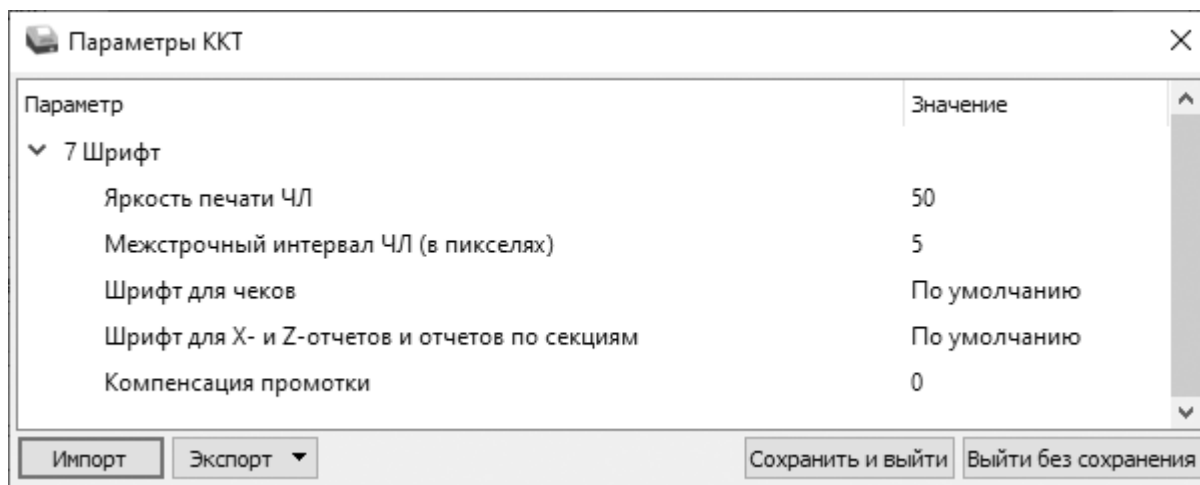 Параметры ККТ
Параметр Значение
7 Шрифт
Яркость печати ЧЛ 50
Межстрочный интервал ЧЛ (в пикселях) 5
Шрифт для чеков По умолчанию
Шрифт для X- и Z-отчетов и отчетов по секциям По умолчанию
Компенсация промотки 0
Импорт Экспорт Сохранить и выйти Выйти без сохранения